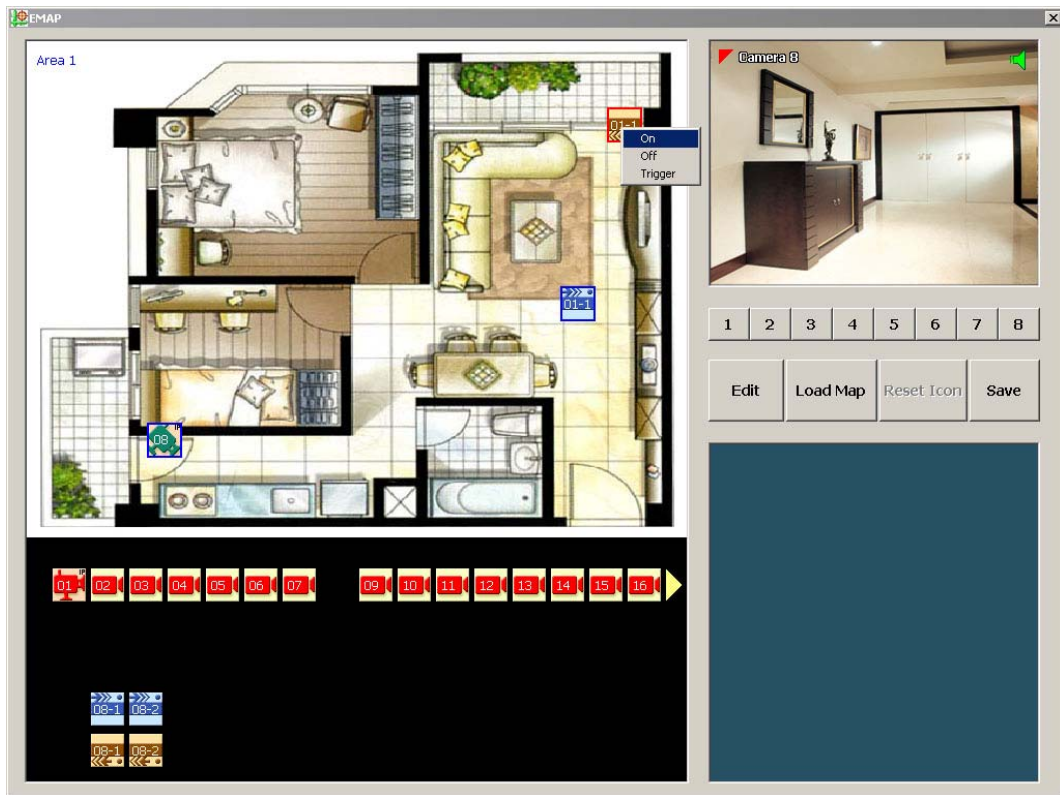 EMAP
Area 1
Camera 8
01-1
On
Off
Trigger
01-1
1 2 3 4 5 6 7 8
Edit Load Map Reset Icon Save
IP
08
IP
01 02 03 04 05 06 07 09 10 11 12 13 14 15 16
08-1 08-2
08-1 08-2